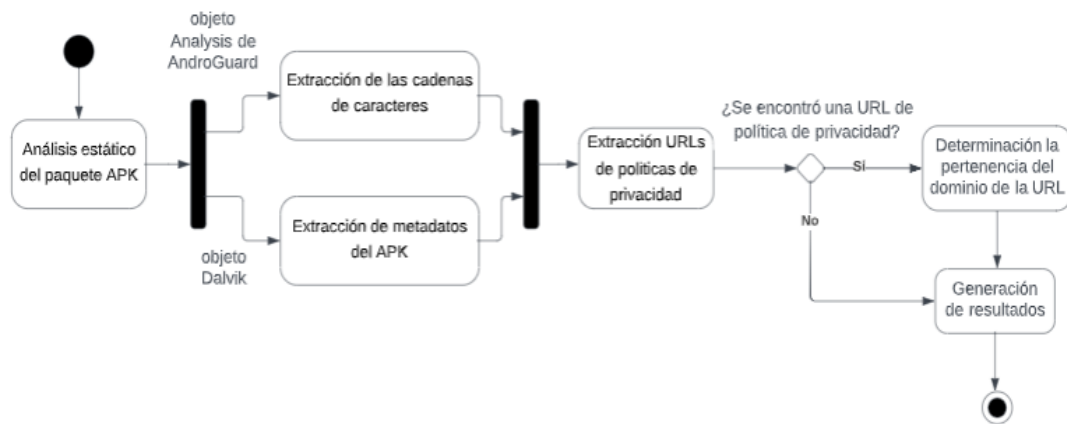 objeto
Analysis de
AndroGuard
Análisis estático
del paquete APK
Extracción de las cadenas
de caracteres
Extracción de metadatos
del APK
objeto
Dalvik
Extracción URLs
de politicas de
privacidad
¿Se encontró una URL de
política de privacidad?
Sí
No
Determinación la
pertenencia del
dominio de la URL
Generación
de resultados